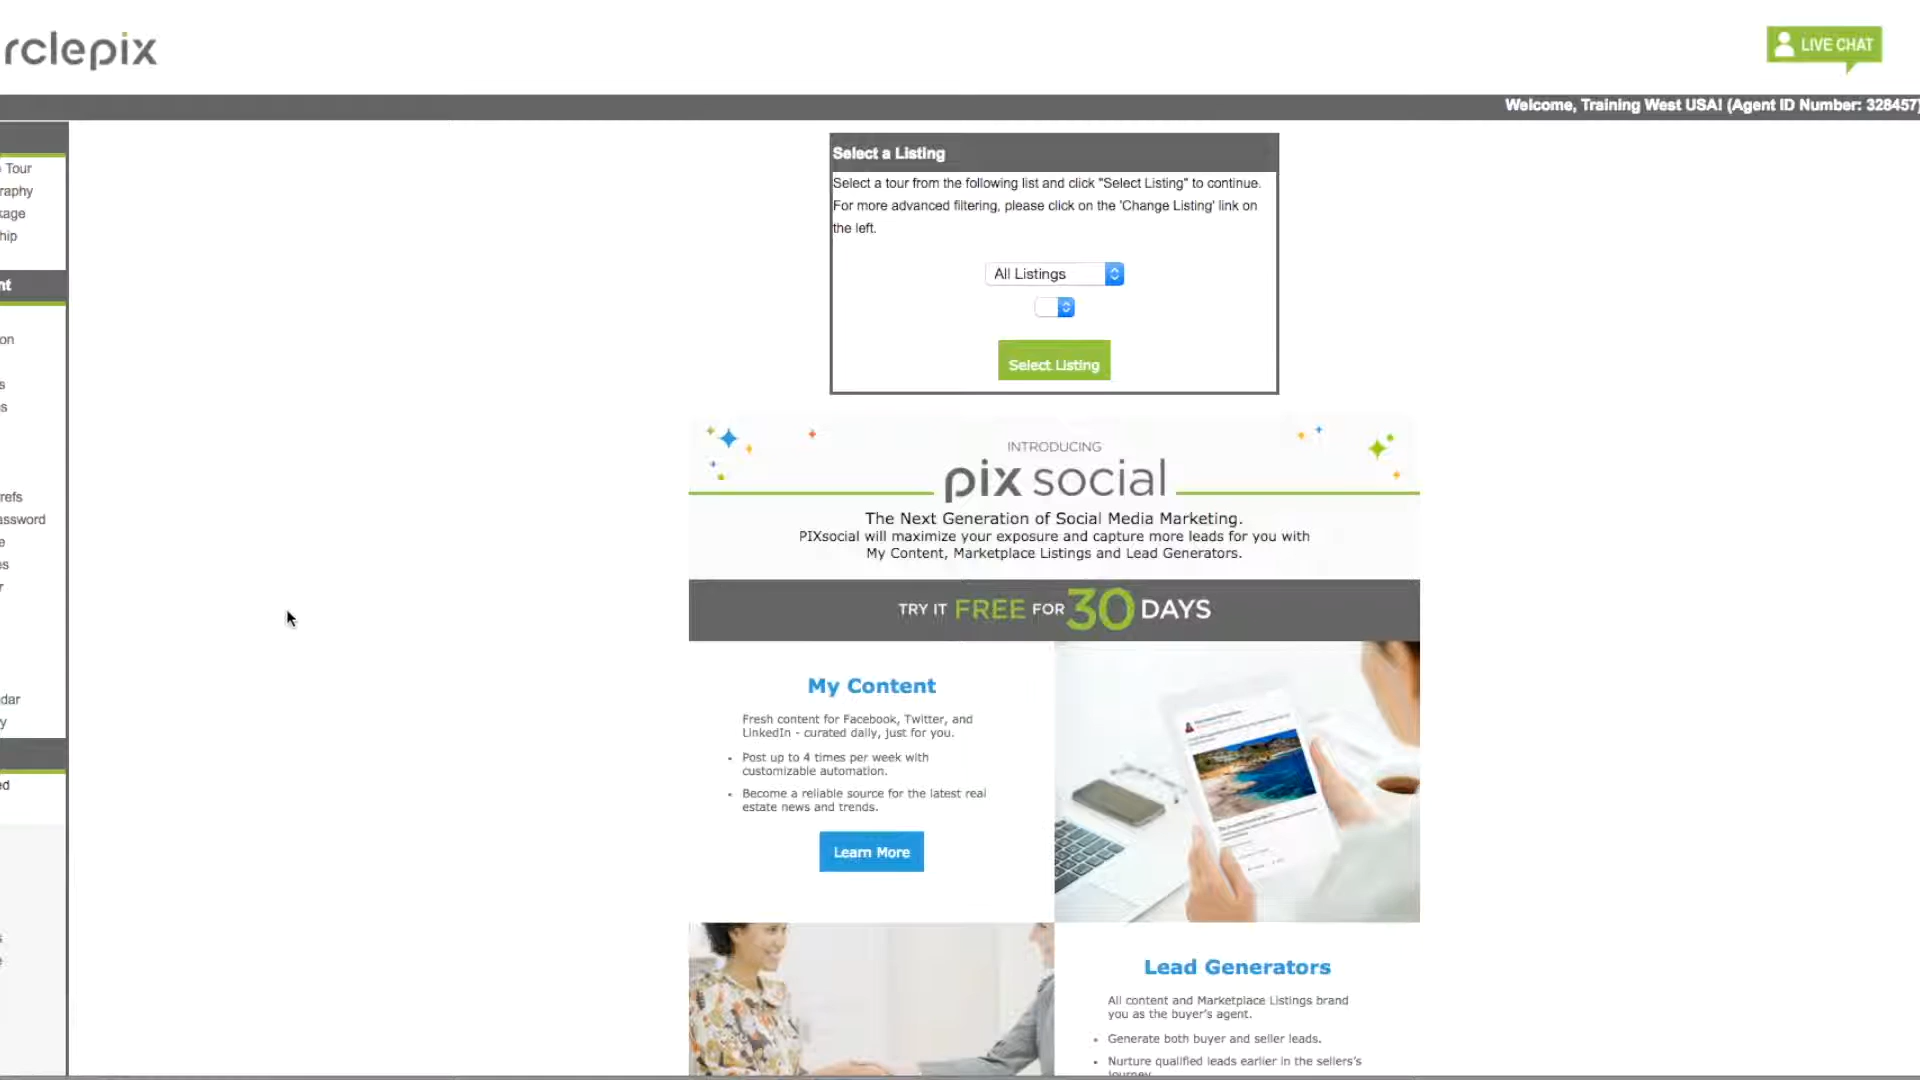 rclepix
LIVE CHAT
Welcome, Training West USA! (Agent ID Number: 328457)
Tour
raphy
kage
hip
nt
on
s
s
refs
assword
e
es
r
dar
y
ed
Select a Listing
Select a tour from the following list and click "Select Listing" to continue.
For more advanced filtering, please click on the 'Change Listing' link on
the left.
All Listings
Select Listing
INTRODUCING
pix social
The Next Generation of Social Media Marketing.
PIXsocial will maximize your exposure and capture more leads for you with
My Content, Marketplace Listings and Lead Generators.
TRY IT FREE FOR 30 DAYS
My Content
Fresh content for Facebook, Twitter, and
LinkedIn - curated daily, just for you.
• Post up to 4 times per week with
customizable automation.
• Become a reliable source for the latest real
estate news and trends.
Learn More
Lead Generators
All content and Marketplace Listings brand
you as the buyer's agent.
• Generate both buyer and seller leads.
• Nurture qualified leads earlier in the sellers's
journey.